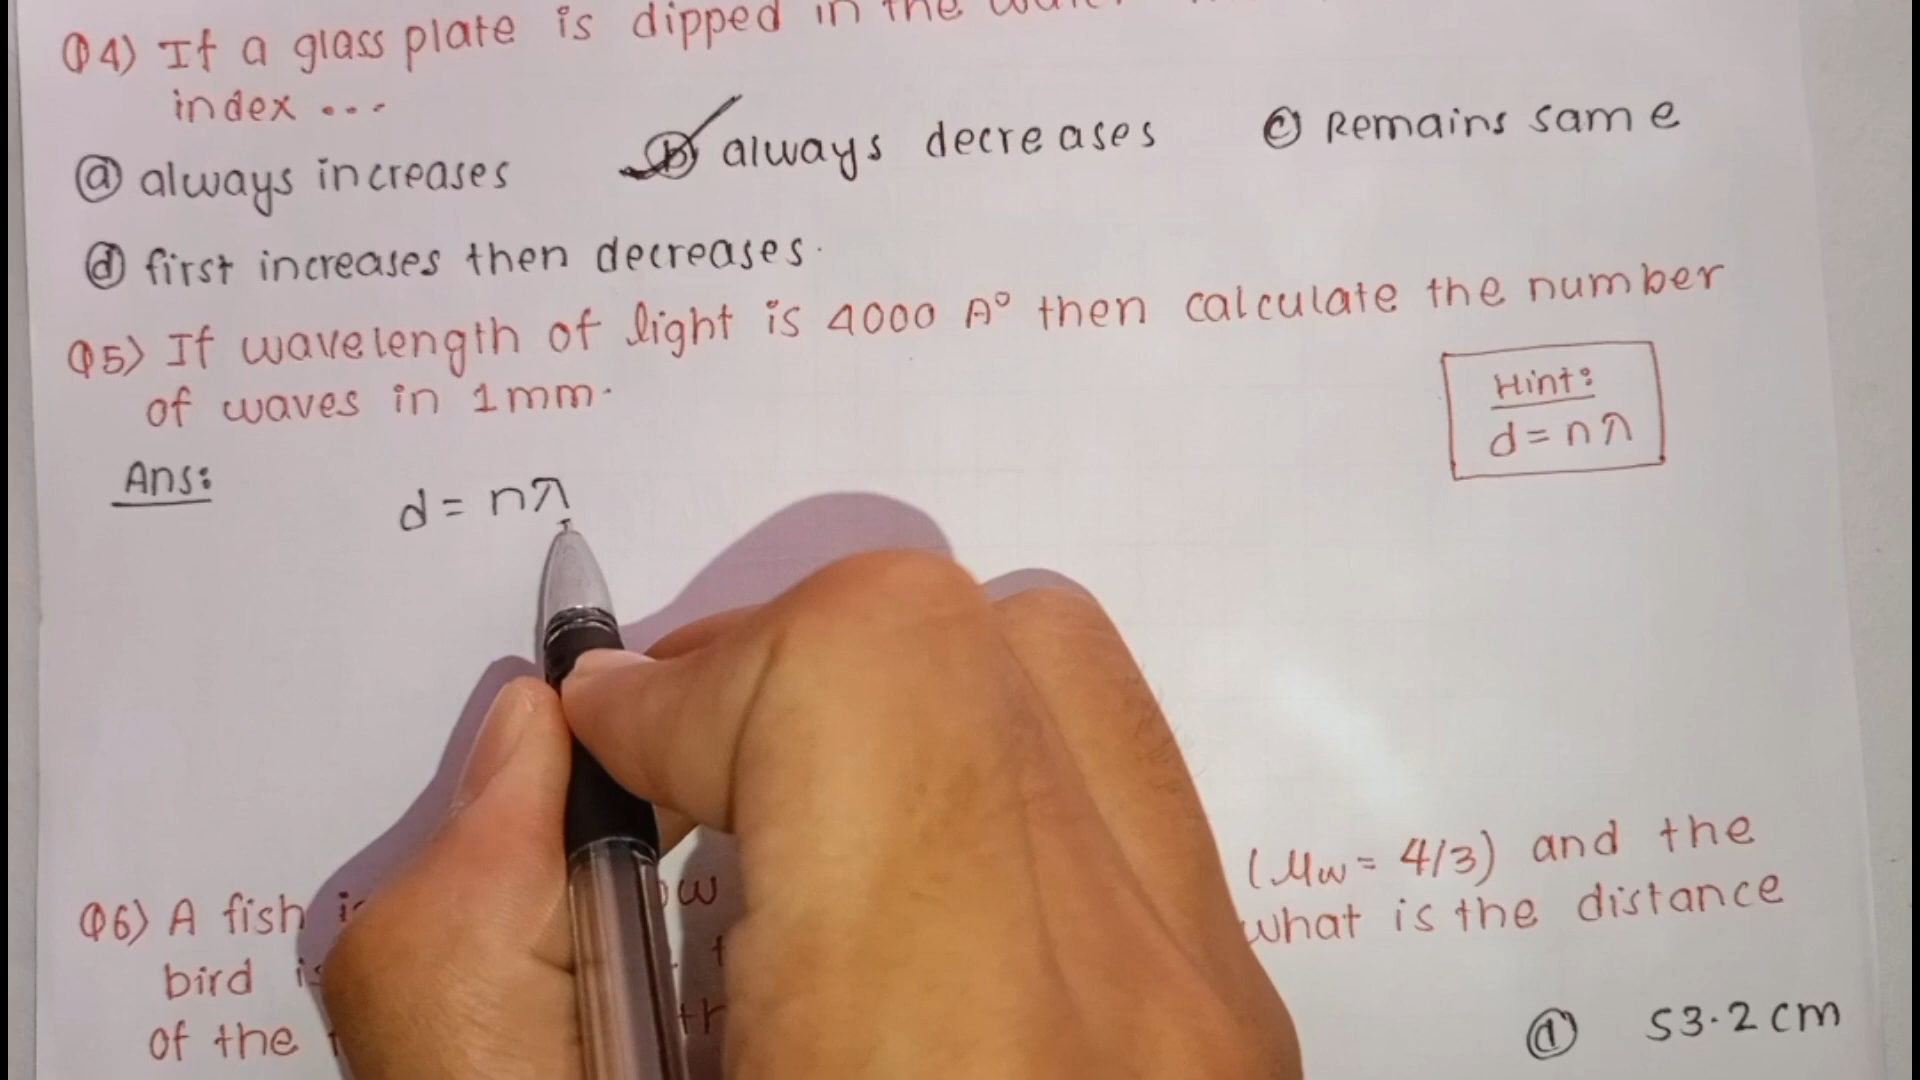 Q4) If a glass plate is dipped in the water
index ...
ⓐ always increases ⓑ always decreases ⓒ Remains same
ⓓ first increases then decreases.
Q5) If wavelength of light is 4000 A° then calculate the number
of waves in 1mm.
Hint:
d = nλ
Ans:
d = nλ
Q6) A fish (μw = 4/3) and the
bird what is the distance
of the
ⓓ 53.2 cm